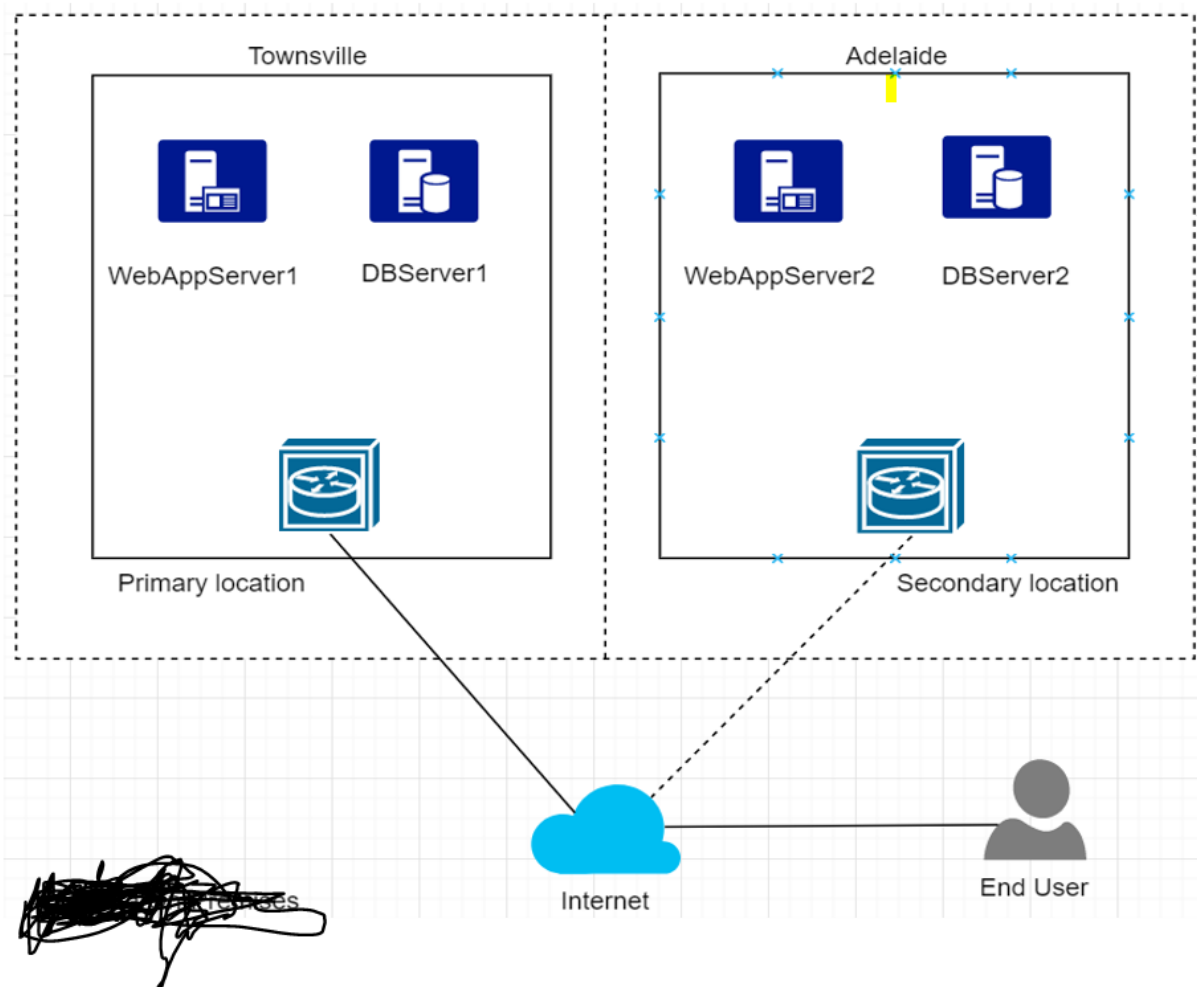 Townsville
Adelaide
WebAppServer1
DBServer1
WebAppServer2
DBServer2
Primary location
Secondary location
Internet
End User